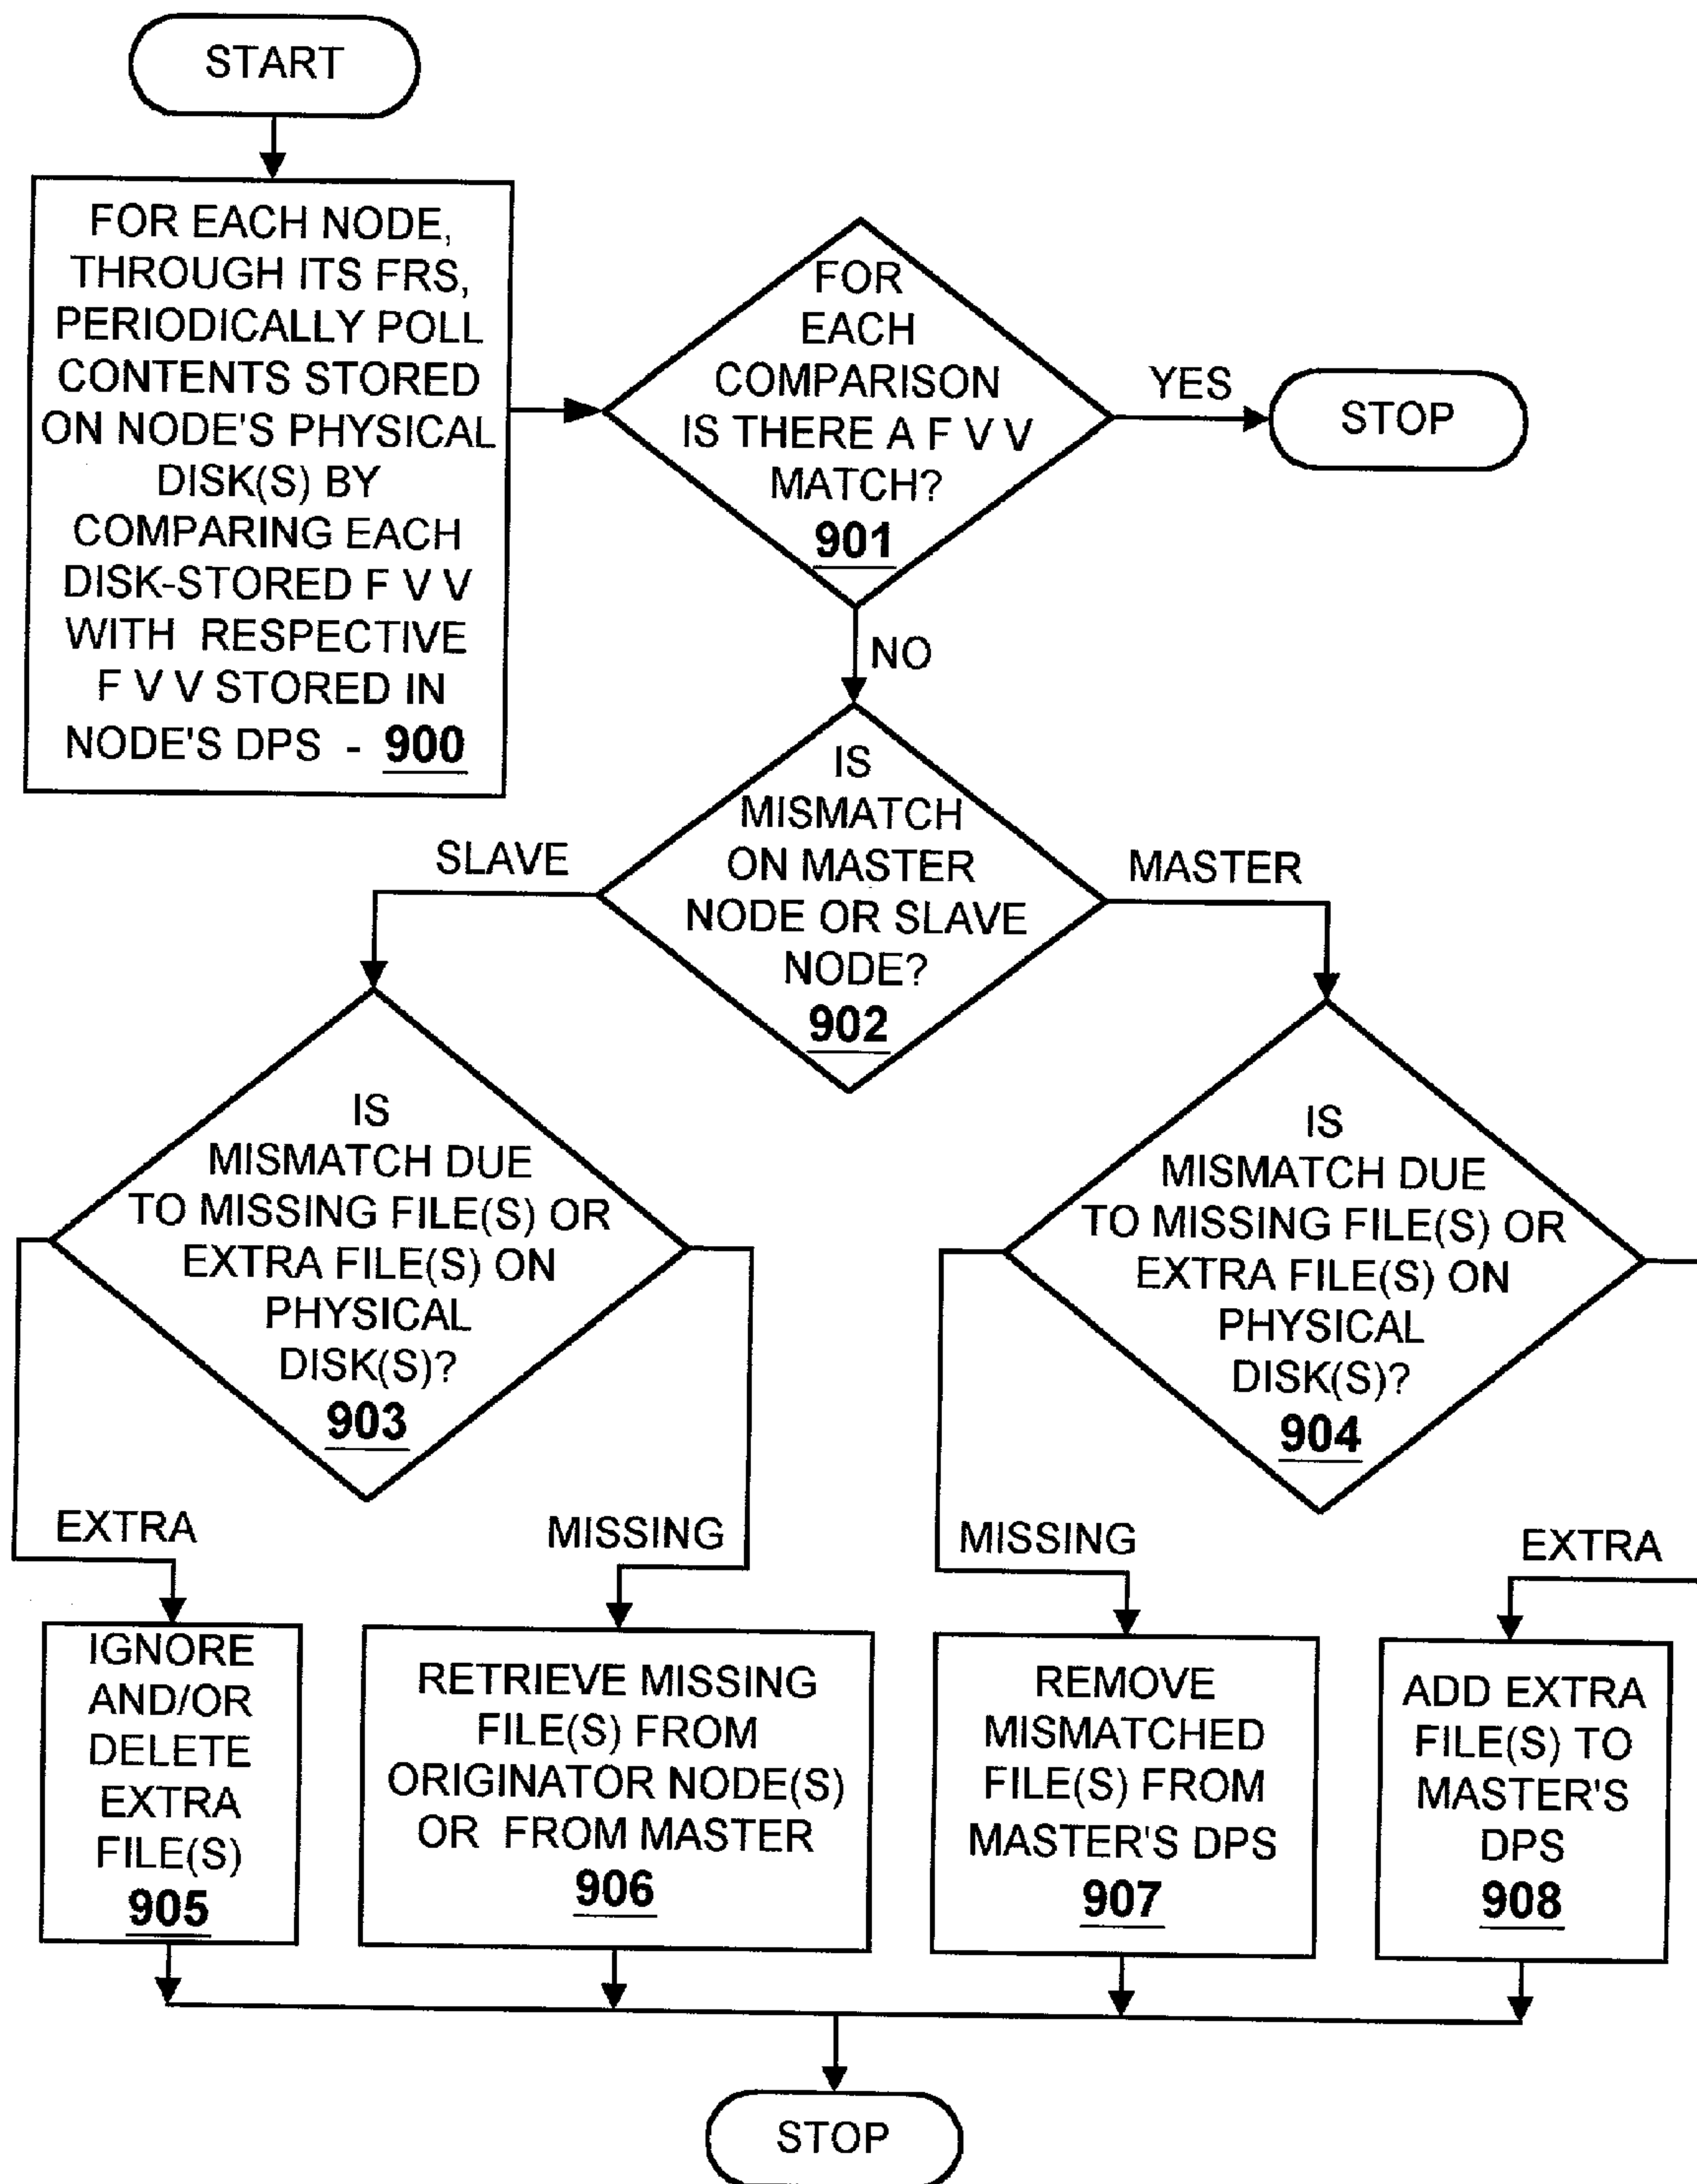 START
FOR EACH NODE,
THROUGH ITS FRS,
PERIODICALLY POLL
CONTENTS STORED
ON NODE'S PHYSICAL
DISK(S) BY
COMPARING EACH
DISK-STORED F V V
WITH RESPECTIVE
F V V STORED IN
NODE'S DPS - 900
FOR
EACH
COMPARISON
IS THERE A F V V
MATCH?
901
YES
STOP
NO
IS
MISMATCH
ON MASTER
NODE OR SLAVE
NODE?
902
SLAVE
MASTER
IS
MISMATCH DUE
TO MISSING FILE(S) OR
EXTRA FILE(S) ON
PHYSICAL
DISK(S)?
903
IS
MISMATCH DUE
TO MISSING FILE(S) OR
EXTRA FILE(S) ON
PHYSICAL
DISK(S)?
904
EXTRA
MISSING
MISSING
EXTRA
IGNORE
AND/OR
DELETE
EXTRA
FILE(S)
905
RETRIEVE MISSING
FILE(S) FROM
ORIGINATOR NODE(S)
OR FROM MASTER
906
REMOVE
MISMATCHED
FILE(S) FROM
MASTER'S DPS
907
ADD EXTRA
FILE(S) TO
MASTER'S
DPS
908
STOP